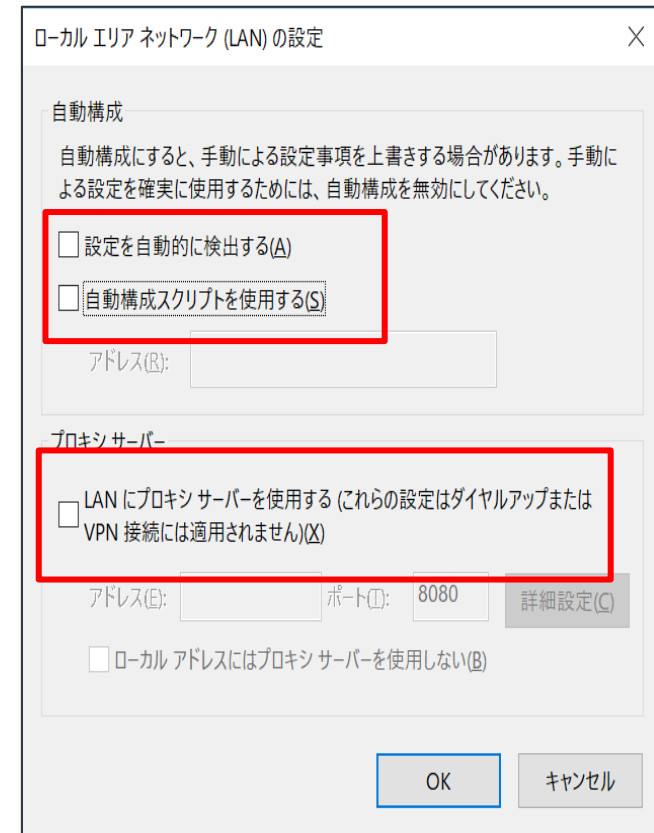 ローカル エリア ネットワーク (LAN) の設定
自動構成
自動構成にすると、手動による設定事項を上書きする場合があります。手動に
よる設定を確実に使用するためには、自動構成を無効にしてください。
設定を自動的に検出する(A)
自動構成スクリプトを使用する(S)
アドレス(R):
プロキシ サーバー
LAN にプロキシ サーバーを使用する (これらの設定はダイヤルアップまたは
VPN 接続には適用されません)(X)
アドレス(E): ポート(T): 8080 詳細設定(C)
ローカル アドレスにはプロキシ サーバーを使用しない(B)
OK キャンセル